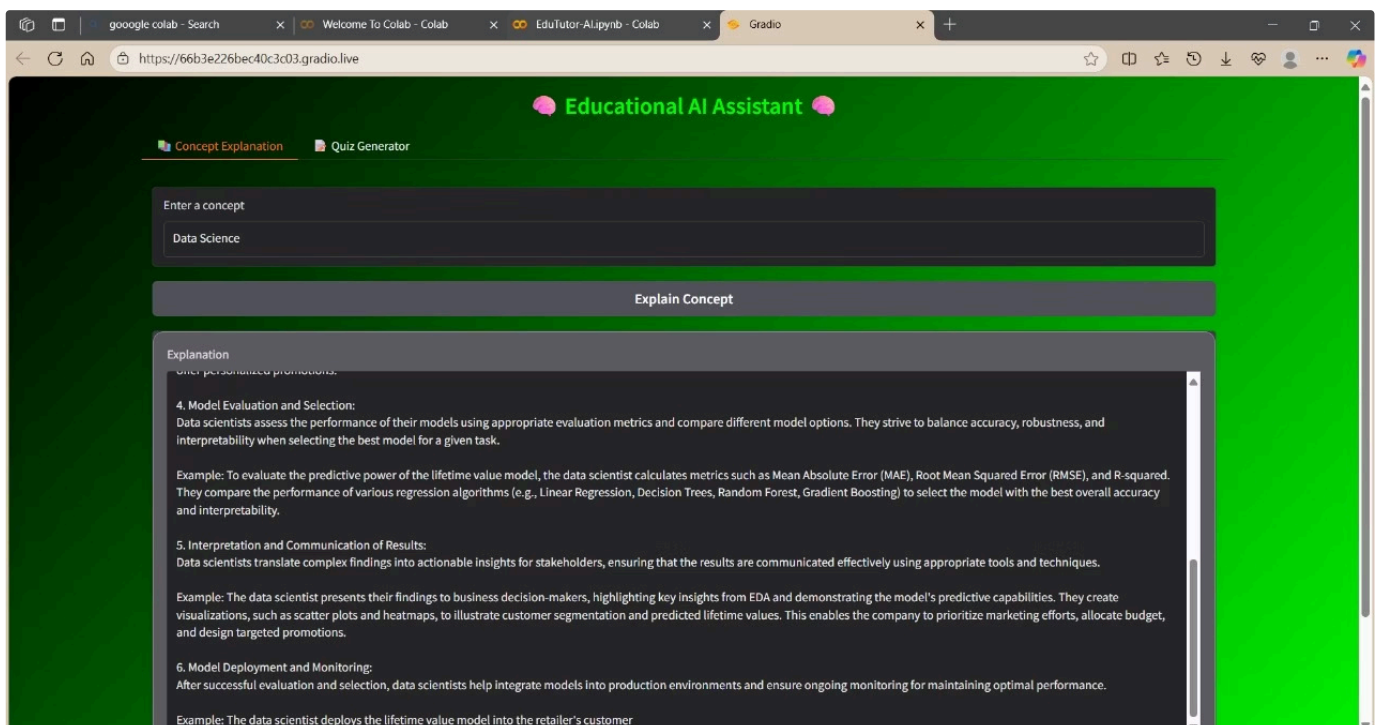 gooogle colab - Search
Welcome To Colab - Colab
EduTutor-AI.ipynb - Colab
Gradio
https://66b3e226bec40c3c03.gradio.live
Educational AI Assistant
Concept Explanation
Quiz Generator
Enter a concept
Data Science
Explain Concept
Explanation
offer personalized promotions.
4. Model Evaluation and Selection:
Data scientists assess the performance of their models using appropriate evaluation metrics and compare different model options. They strive to balance accuracy, robustness, and
interpretability when selecting the best model for a given task.
Example: To evaluate the predictive power of the lifetime value model, the data scientist calculates metrics such as Mean Absolute Error (MAE), Root Mean Squared Error (RMSE), and R-squared.
They compare the performance of various regression algorithms (e.g., Linear Regression, Decision Trees, Random Forest, Gradient Boosting) to select the model with the best overall accuracy
and interpretability.
5. Interpretation and Communication of Results:
Data scientists translate complex findings into actionable insights for stakeholders, ensuring that the results are communicated effectively using appropriate tools and techniques.
Example: The data scientist presents their findings to business decision-makers, highlighting key insights from EDA and demonstrating the model's predictive capabilities. They create
visualizations, such as scatter plots and heatmaps, to illustrate customer segmentation and predicted lifetime values. This enables the company to prioritize marketing efforts, allocate budget,
and design targeted promotions.
6. Model Deployment and Monitoring:
After successful evaluation and selection, data scientists help integrate models into production environments and ensure ongoing monitoring for maintaining optimal performance.
Example: The data scientist deploys the lifetime value model into the retailer's customer